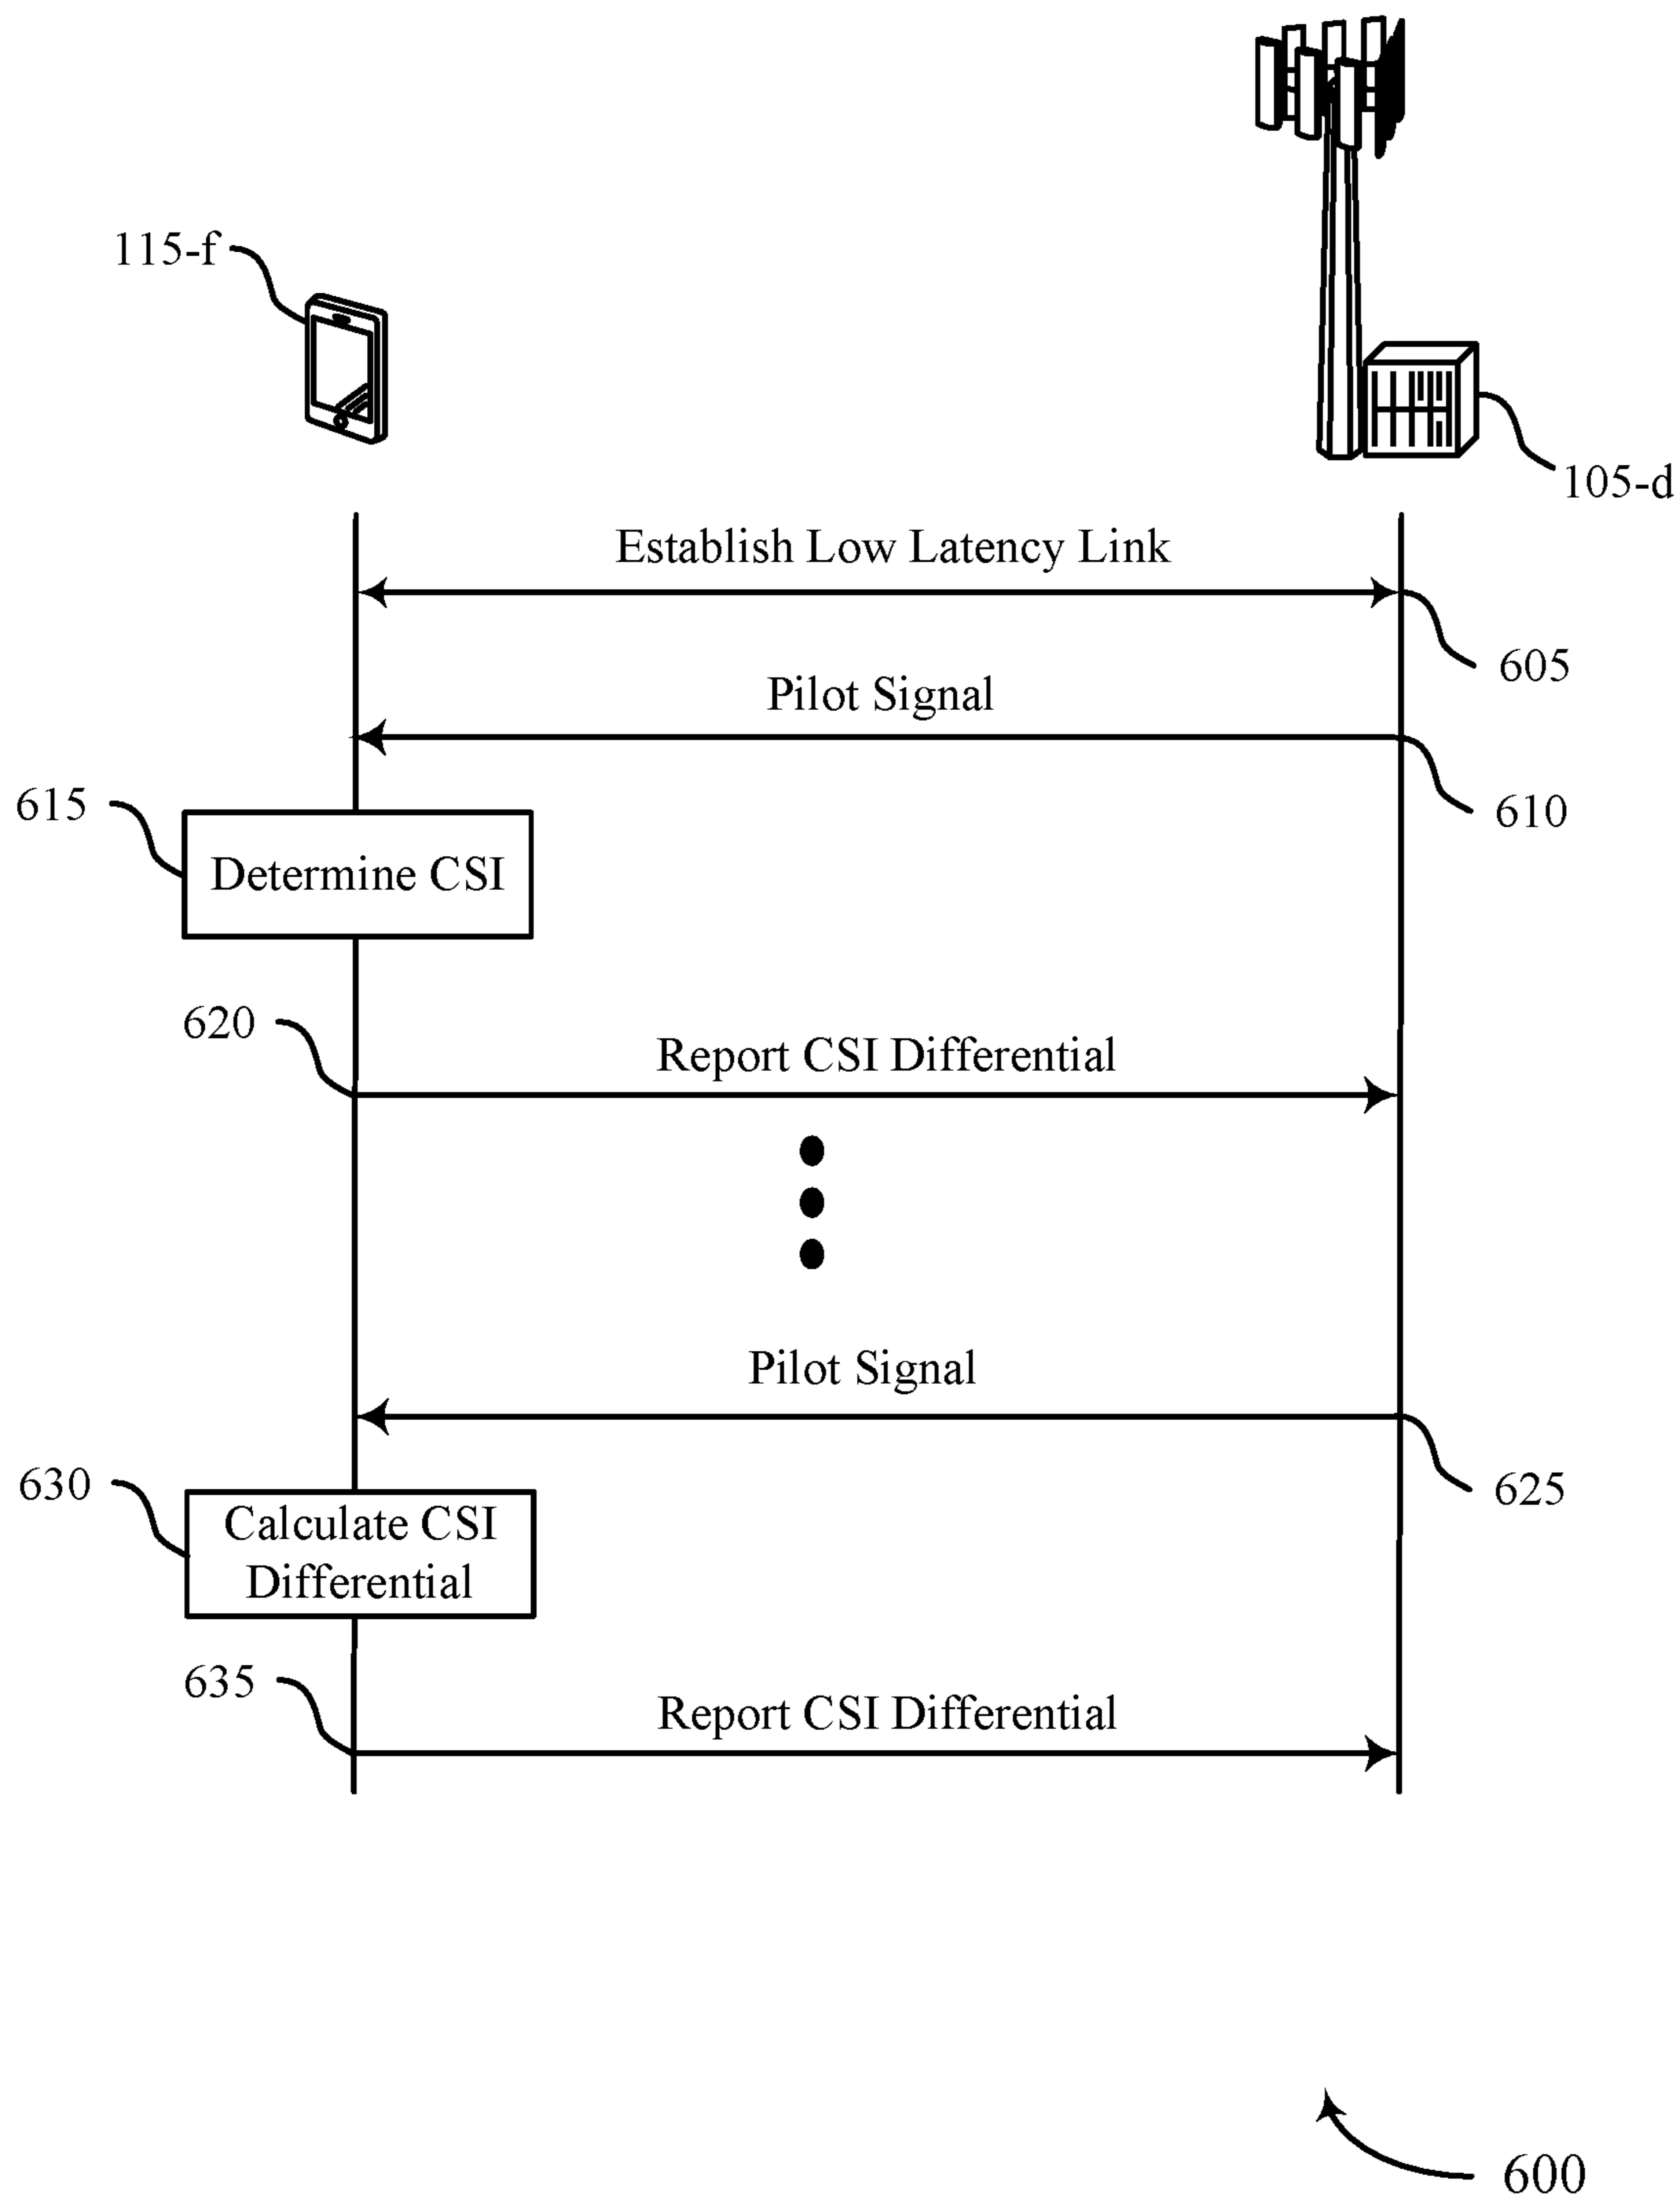 115-f
105-d
Establish Low Latency Link
605
Pilot Signal
610
615
Determine CSI
620
Report CSI Differential
Pilot Signal
625
630
Calculate CSI
Differential
635
Report CSI Differential
600